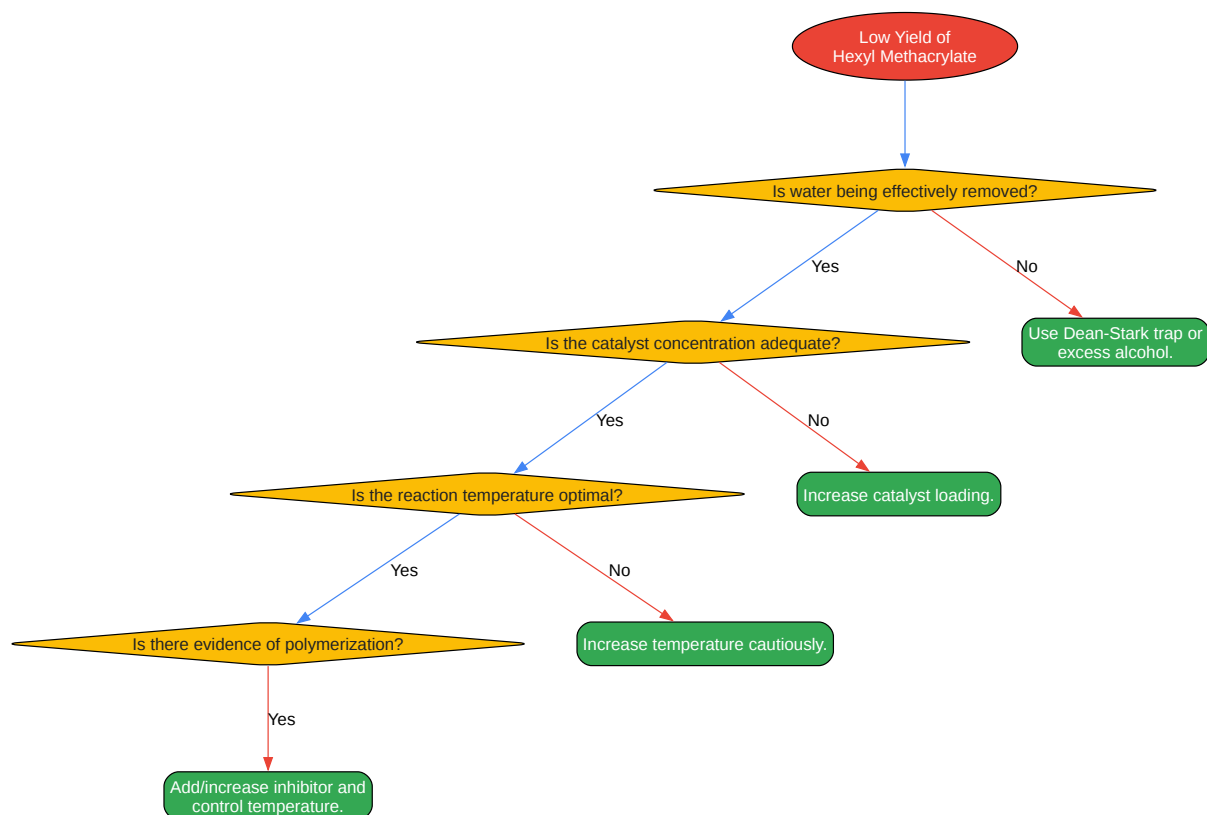 Low Yield of
Hexyl Methacrylate
Is water being effectively removed?
Yes
No
Use Dean-Stark trap or
excess alcohol.
Is the catalyst concentration adequate?
Yes
No
Increase catalyst loading.
Is the reaction temperature optimal?
Yes
No
Increase temperature cautiously.
Is there evidence of polymerization?
Yes
Add/increase inhibitor and
control temperature.